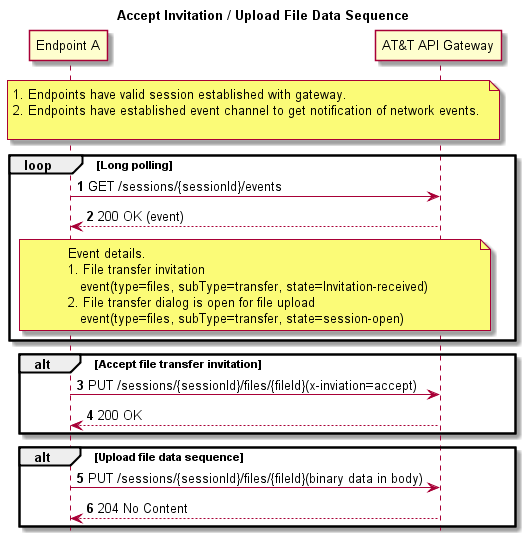 Accept Invitation / Upload File Data Sequence
Endpoint A
AT&T API Gateway
1. Endpoints have valid session established with gateway.
2. Endpoints have established event channel to get notification of network events.
loop [Long polling]
1 GET /sessions/{sessionId}/events
2 200 OK (event)
Event details.
1. File transfer invitation
event(type=files, subType=transfer, state=Invitation-received)
2. File transfer dialog is open for file upload
event(type=files, subType=transfer, state=session-open)
alt [Accept file transfer invitation]
3 PUT /sessions/{sessionId}/files/{fileId}(x-inviation=accept)
4 200 OK
alt [Upload file data sequence]
5 PUT /sessions/{sessionId}/files/{fileId}(binary data in body)
6 204 No Content